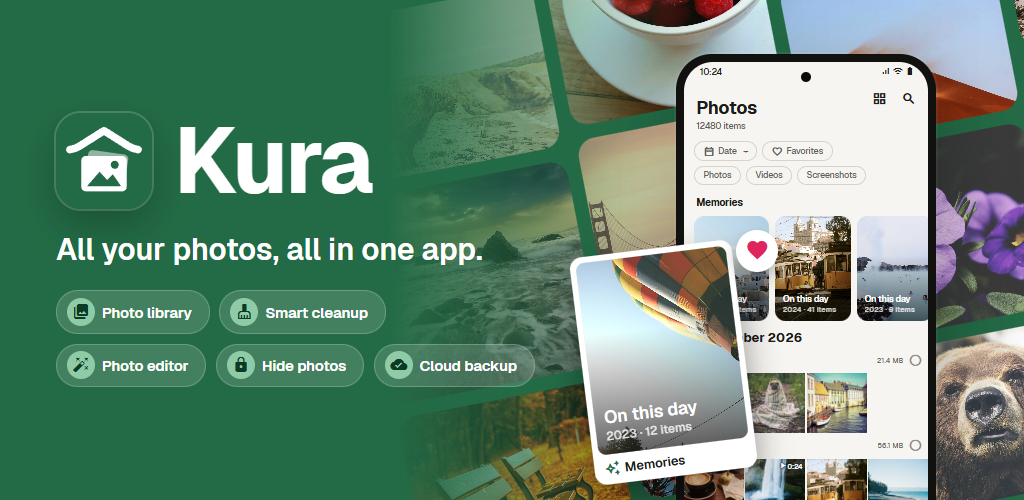 Kura
All your photos, all in one app.
Photo library
Smart cleanup
Photo editor
Hide photos
Cloud backup
10:24
Photos
12480 items
Date
Favorites
Photos
Videos
Screenshots
Memories
On this day
2024 · 41 items
On this day
2023 · 9 items
ber 2026
21.4 MB
56.1 MB
0:24
On this day
2023 · 12 items
Memories